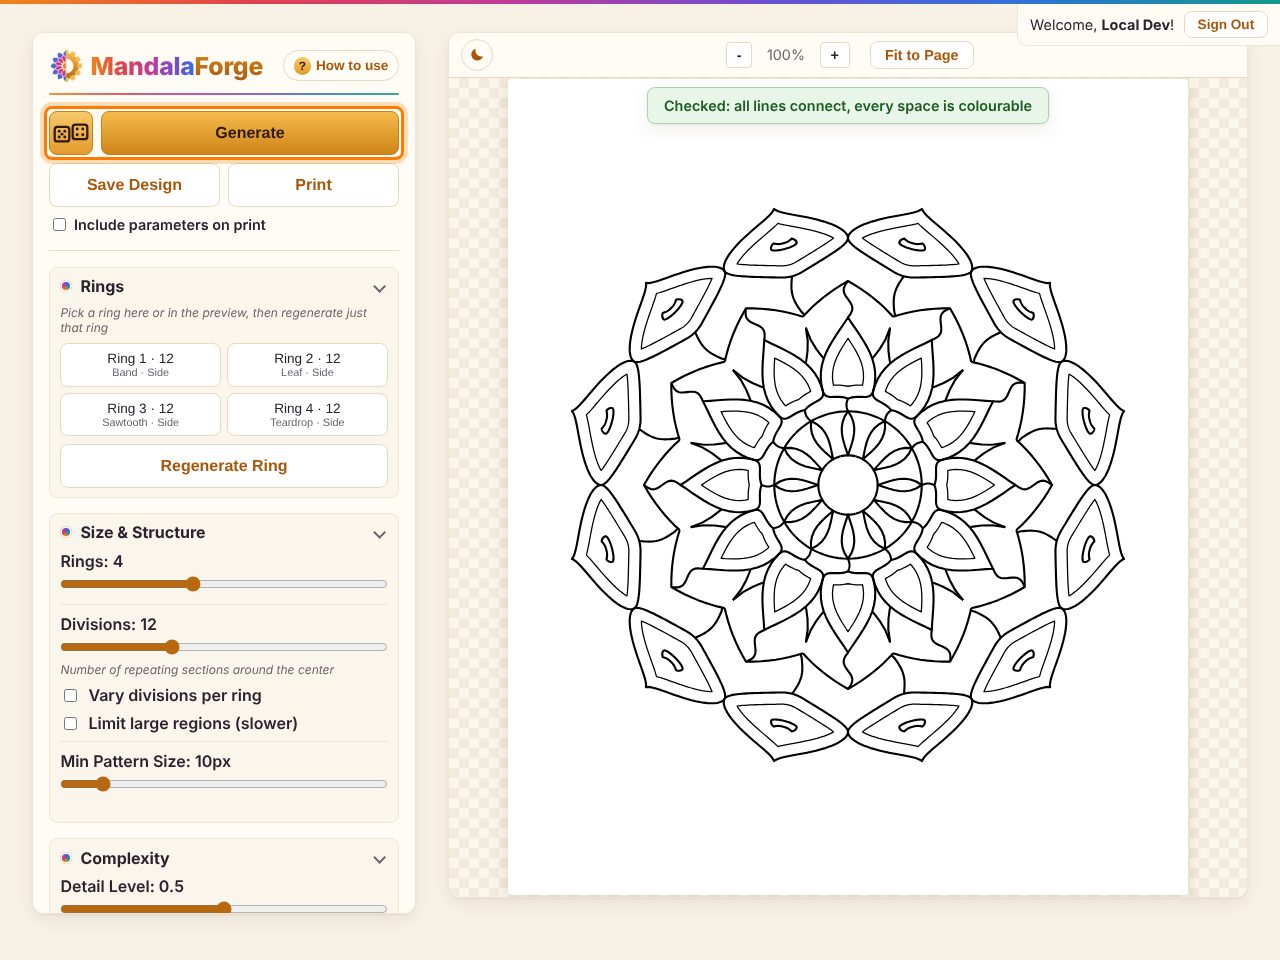 Welcome, Local Dev!
Sign Out
MandalaForge
? How to use
Generate
Save Design
Print
Include parameters on print
Rings
Pick a ring here or in the preview, then regenerate just
that ring
Ring 1 · 12
Band · Side
Ring 2 · 12
Leaf · Side
Ring 3 · 12
Sawtooth · Side
Ring 4 · 12
Teardrop · Side
Regenerate Ring
Size & Structure
Rings: 4
Divisions: 12
Number of repeating sections around the center
Vary divisions per ring
Limit large regions (slower)
Min Pattern Size: 10px
Complexity
Detail Level: 0.5
- 100% +
Fit to Page
Checked: all lines connect, every space is colourable